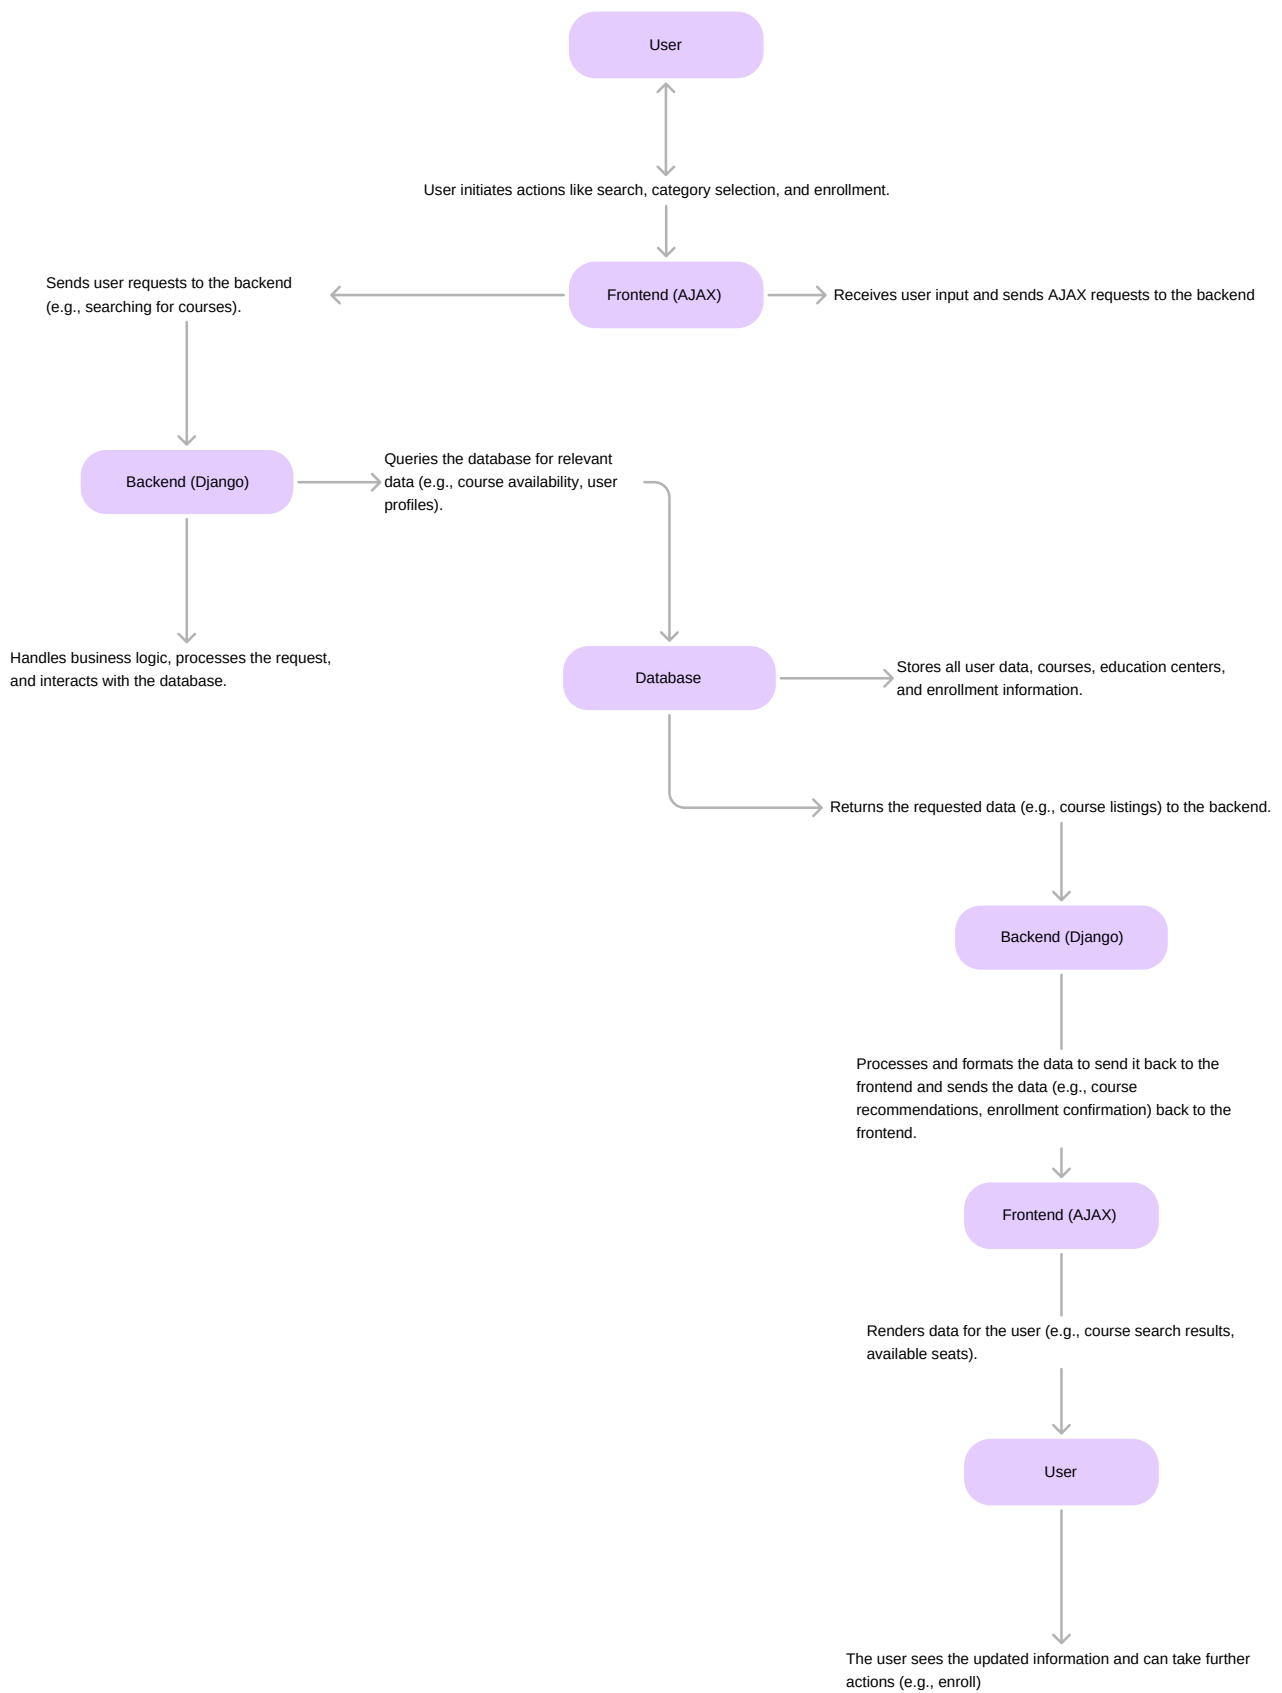 User
User initiates actions like search, category selection, and enrollment.
Sends user requests to the backend
(e.g., searching for courses).
Frontend (AJAX)
Receives user input and sends AJAX requests to the backend
Backend (Django)
Queries the database for relevant
data (e.g., course availability, user
profiles).
Handles business logic, processes the request,
and interacts with the database.
Database
Stores all user data, courses, education centers,
and enrollment information.
Returns the requested data (e.g., course listings) to the backend.
Backend (Django)
Processes and formats the data to send it back to the
frontend and sends the data (e.g., course
recommendations, enrollment confirmation) back to the
frontend.
Frontend (AJAX)
Renders data for the user (e.g., course search results,
available seats).
User
The user sees the updated information and can take further
actions (e.g., enroll)